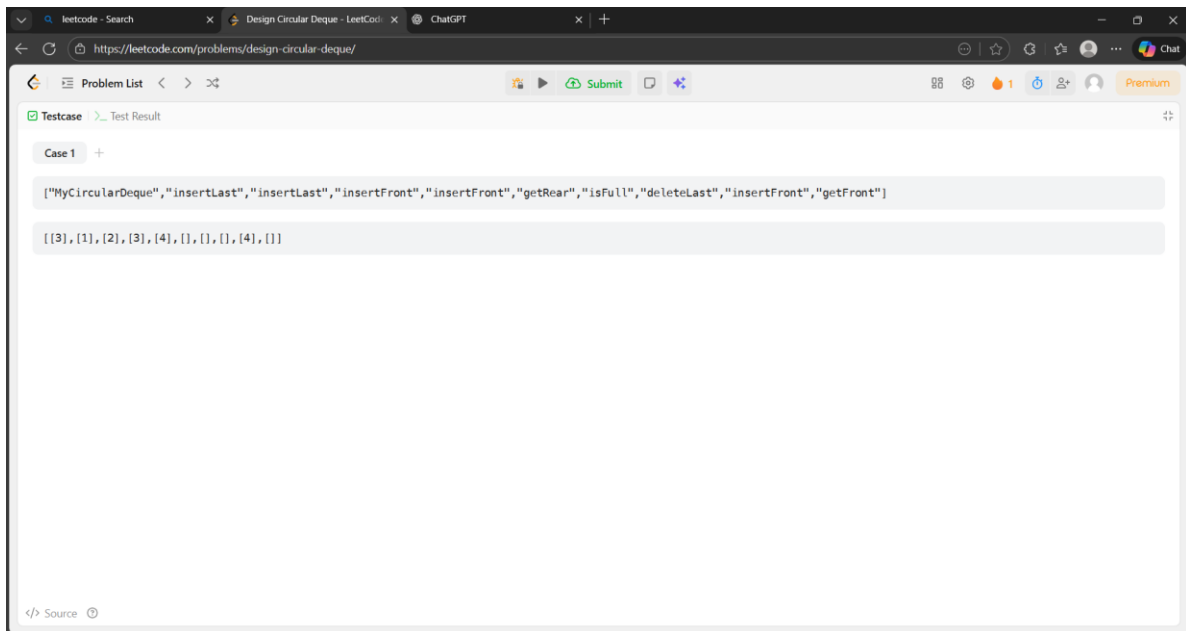 leetcode - Search
Design Circular Deque - LeetCod
ChatGPT
https://leetcode.com/problems/design-circular-deque/
Chat
Problem List
Submit
1
Premium
Testcase
>_ Test Result
Case 1 +
["MyCircularDeque","insertLast","insertLast","insertFront","insertFront","getRear","isFull","deleteLast","insertFront","getFront"]
[[3],[1],[2],[3],[4],[],[],[],[4],[]]
</> Source